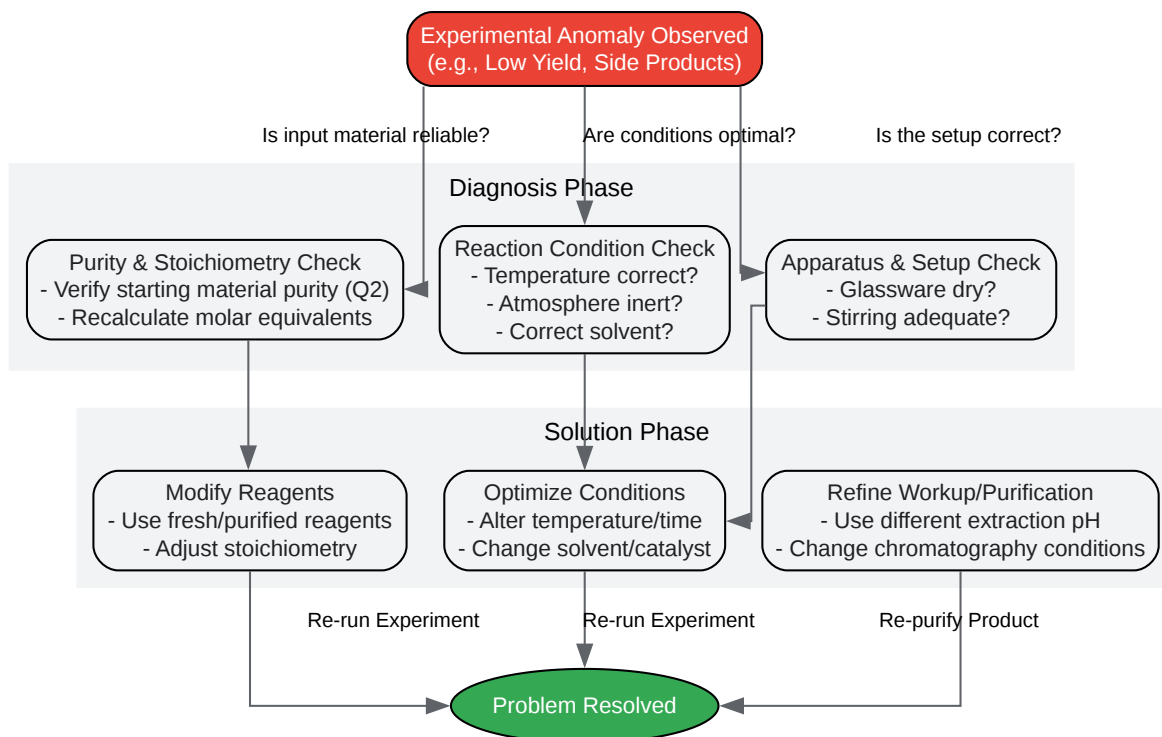 Experimental Anomaly Observed
(e.g., Low Yield, Side Products)
Is input material reliable?
Are conditions optimal?
Is the setup correct?
Diagnosis Phase
Purity & Stoichiometry Check
- Verify starting material purity (Q2)
- Recalculate molar equivalents
Reaction Condition Check
- Temperature correct?
- Atmosphere inert?
- Correct solvent?
Apparatus & Setup Check
- Glassware dry?
- Stirring adequate?
Solution Phase
Modify Reagents
- Use fresh/purified reagents
- Adjust stoichiometry
Optimize Conditions
- Alter temperature/time
- Change solvent/catalyst
Refine Workup/Purification
- Use different extraction pH
- Change chromatography conditions
Re-run Experiment
Re-run Experiment
Re-purify Product
Problem Resolved